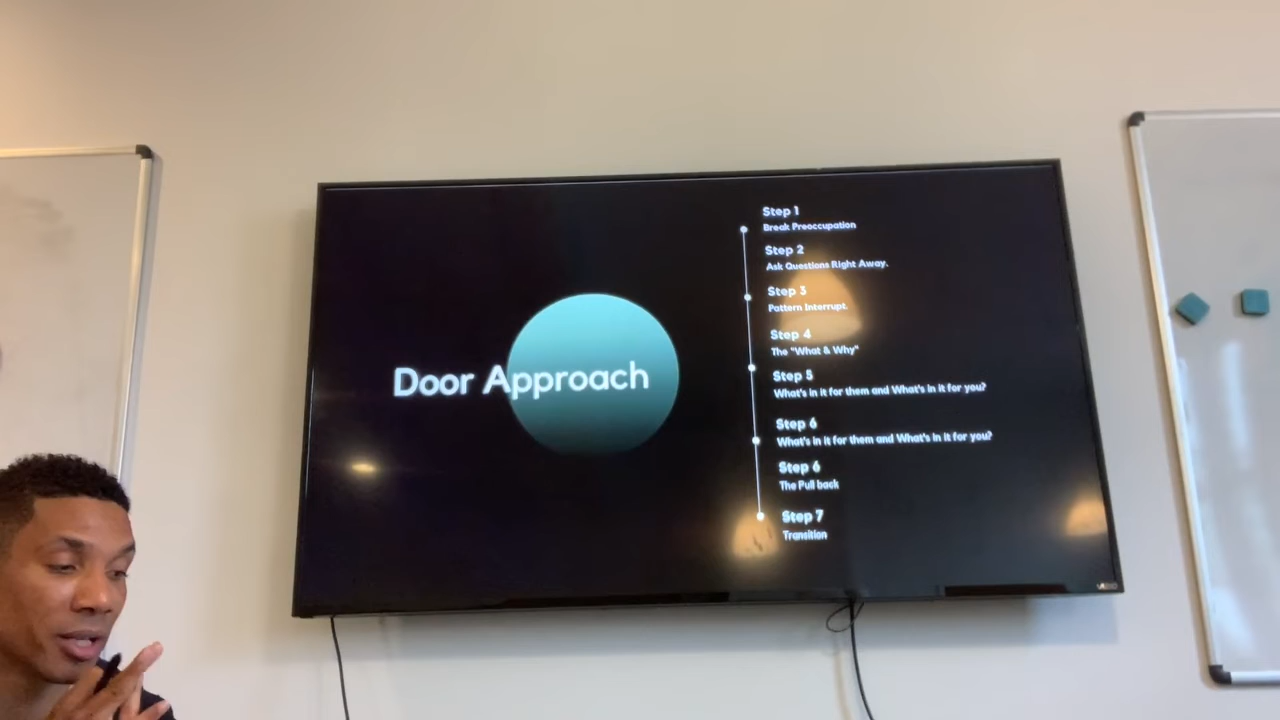 Door Approach
Step 1
Break Preoccupation
Step 2
Ask Questions Right Away.
Step 3
Pattern Interrupt.
Step 4
The "What & Why"
Step 5
What's in it for them and What's in it for you?
Step 6
What's in it for them and What's in it for you?
Step 6
The Pull back
Step 7
Transition
VIZIO